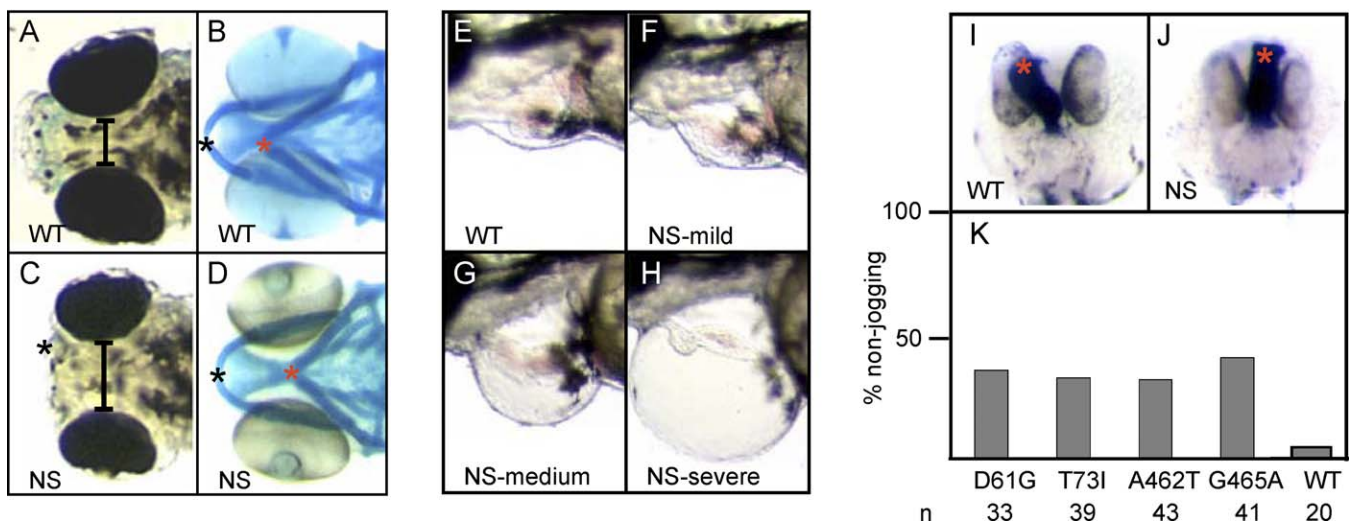 A
WT
B
WT
C
*
NS
D
* *
NS
E
WT
F
NS-mild
G
NS-medium
H
NS-severe
I
*
WT
J
*
NS
K
100
50
% non-jogging
D61G T73I A462T G465A WT
n 33 39 43 41 20